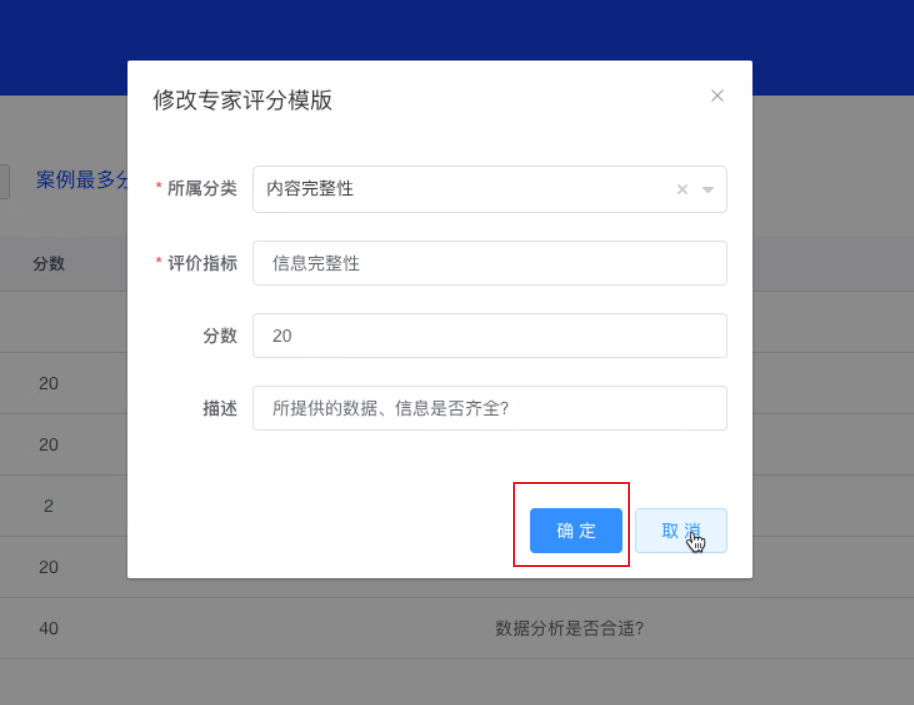 修改专家评分模版
案例最多分
* 所属分类 内容完整性
* 评价指标 信息完整性
分数
分数 20
20
描述 所提供的数据、信息是否齐全?
20
2
确 定 取 消
20
40 数据分析是否合适?